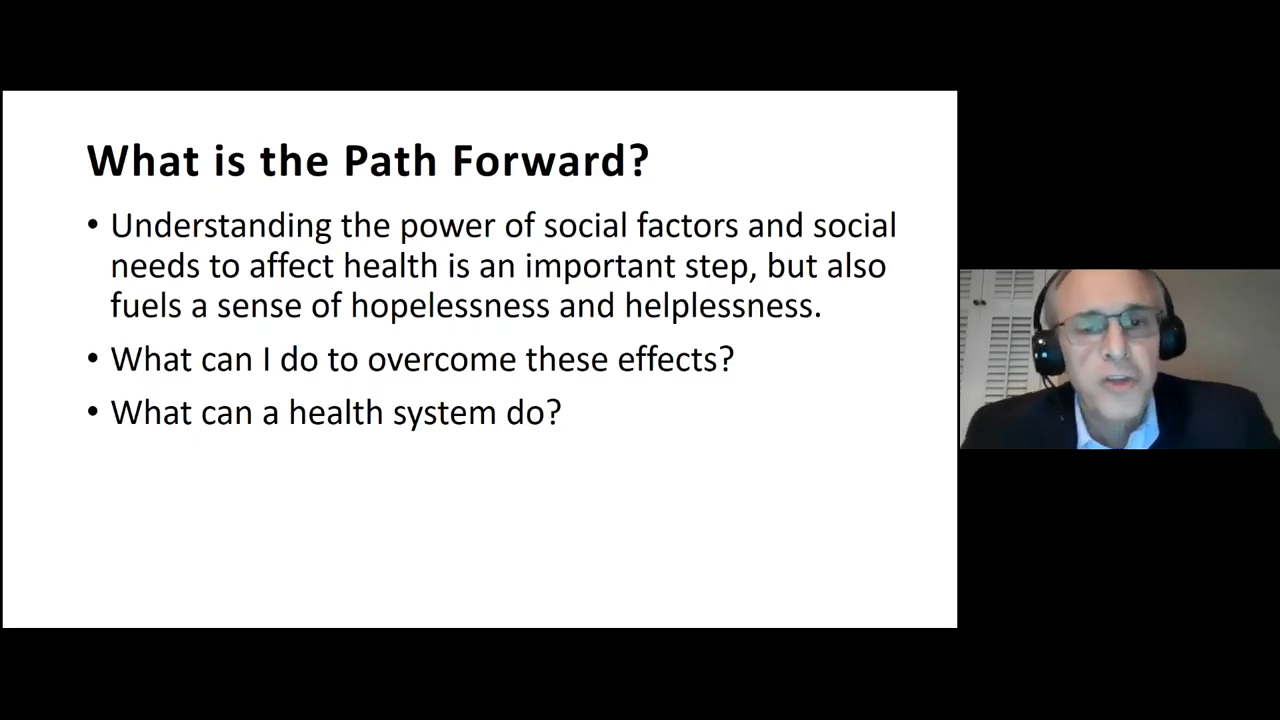 What is the Path Forward?
• Understanding the power of social factors and social
needs to affect health is an important step, but also
fuels a sense of hopelessness and helplessness.
• What can I do to overcome these effects?
• What can a health system do?